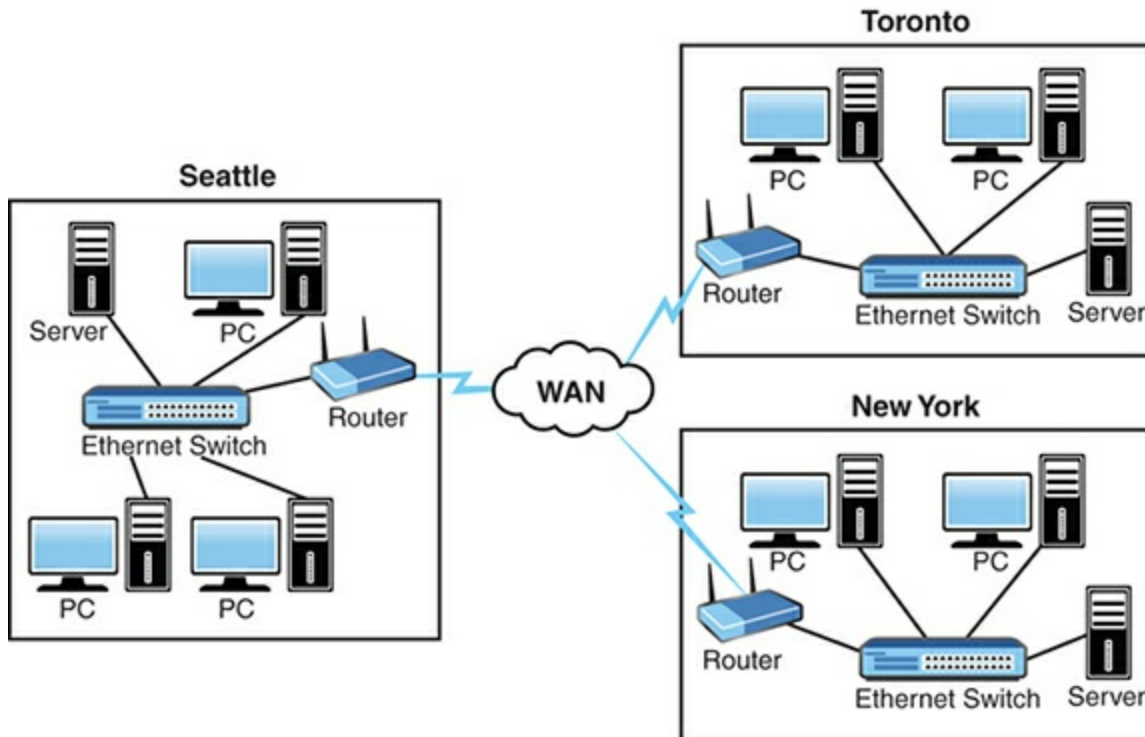 Seattle
Server
PC
Router
Ethernet Switch
PC
PC
WAN
Toronto
PC
PC
Router
Ethernet Switch
Server
New York
PC
PC
Router
Ethernet Switch
Server